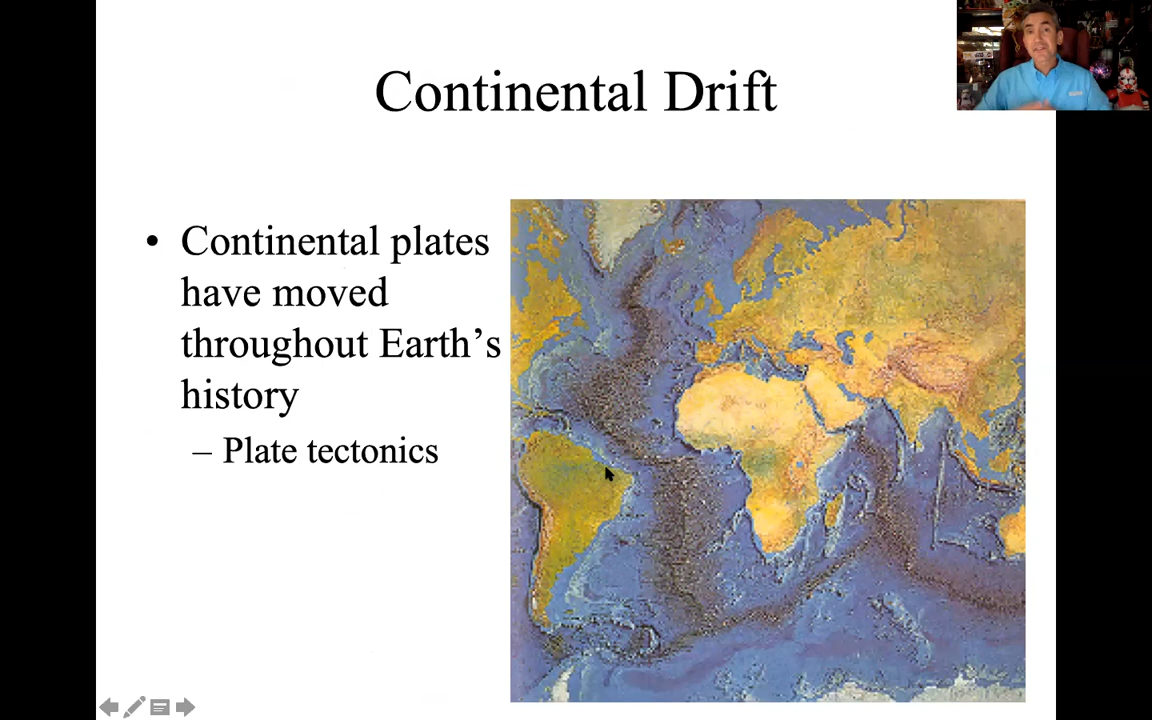 Continental Drift
• Continental plates
have moved
throughout Earth’s
history
– Plate tectonics